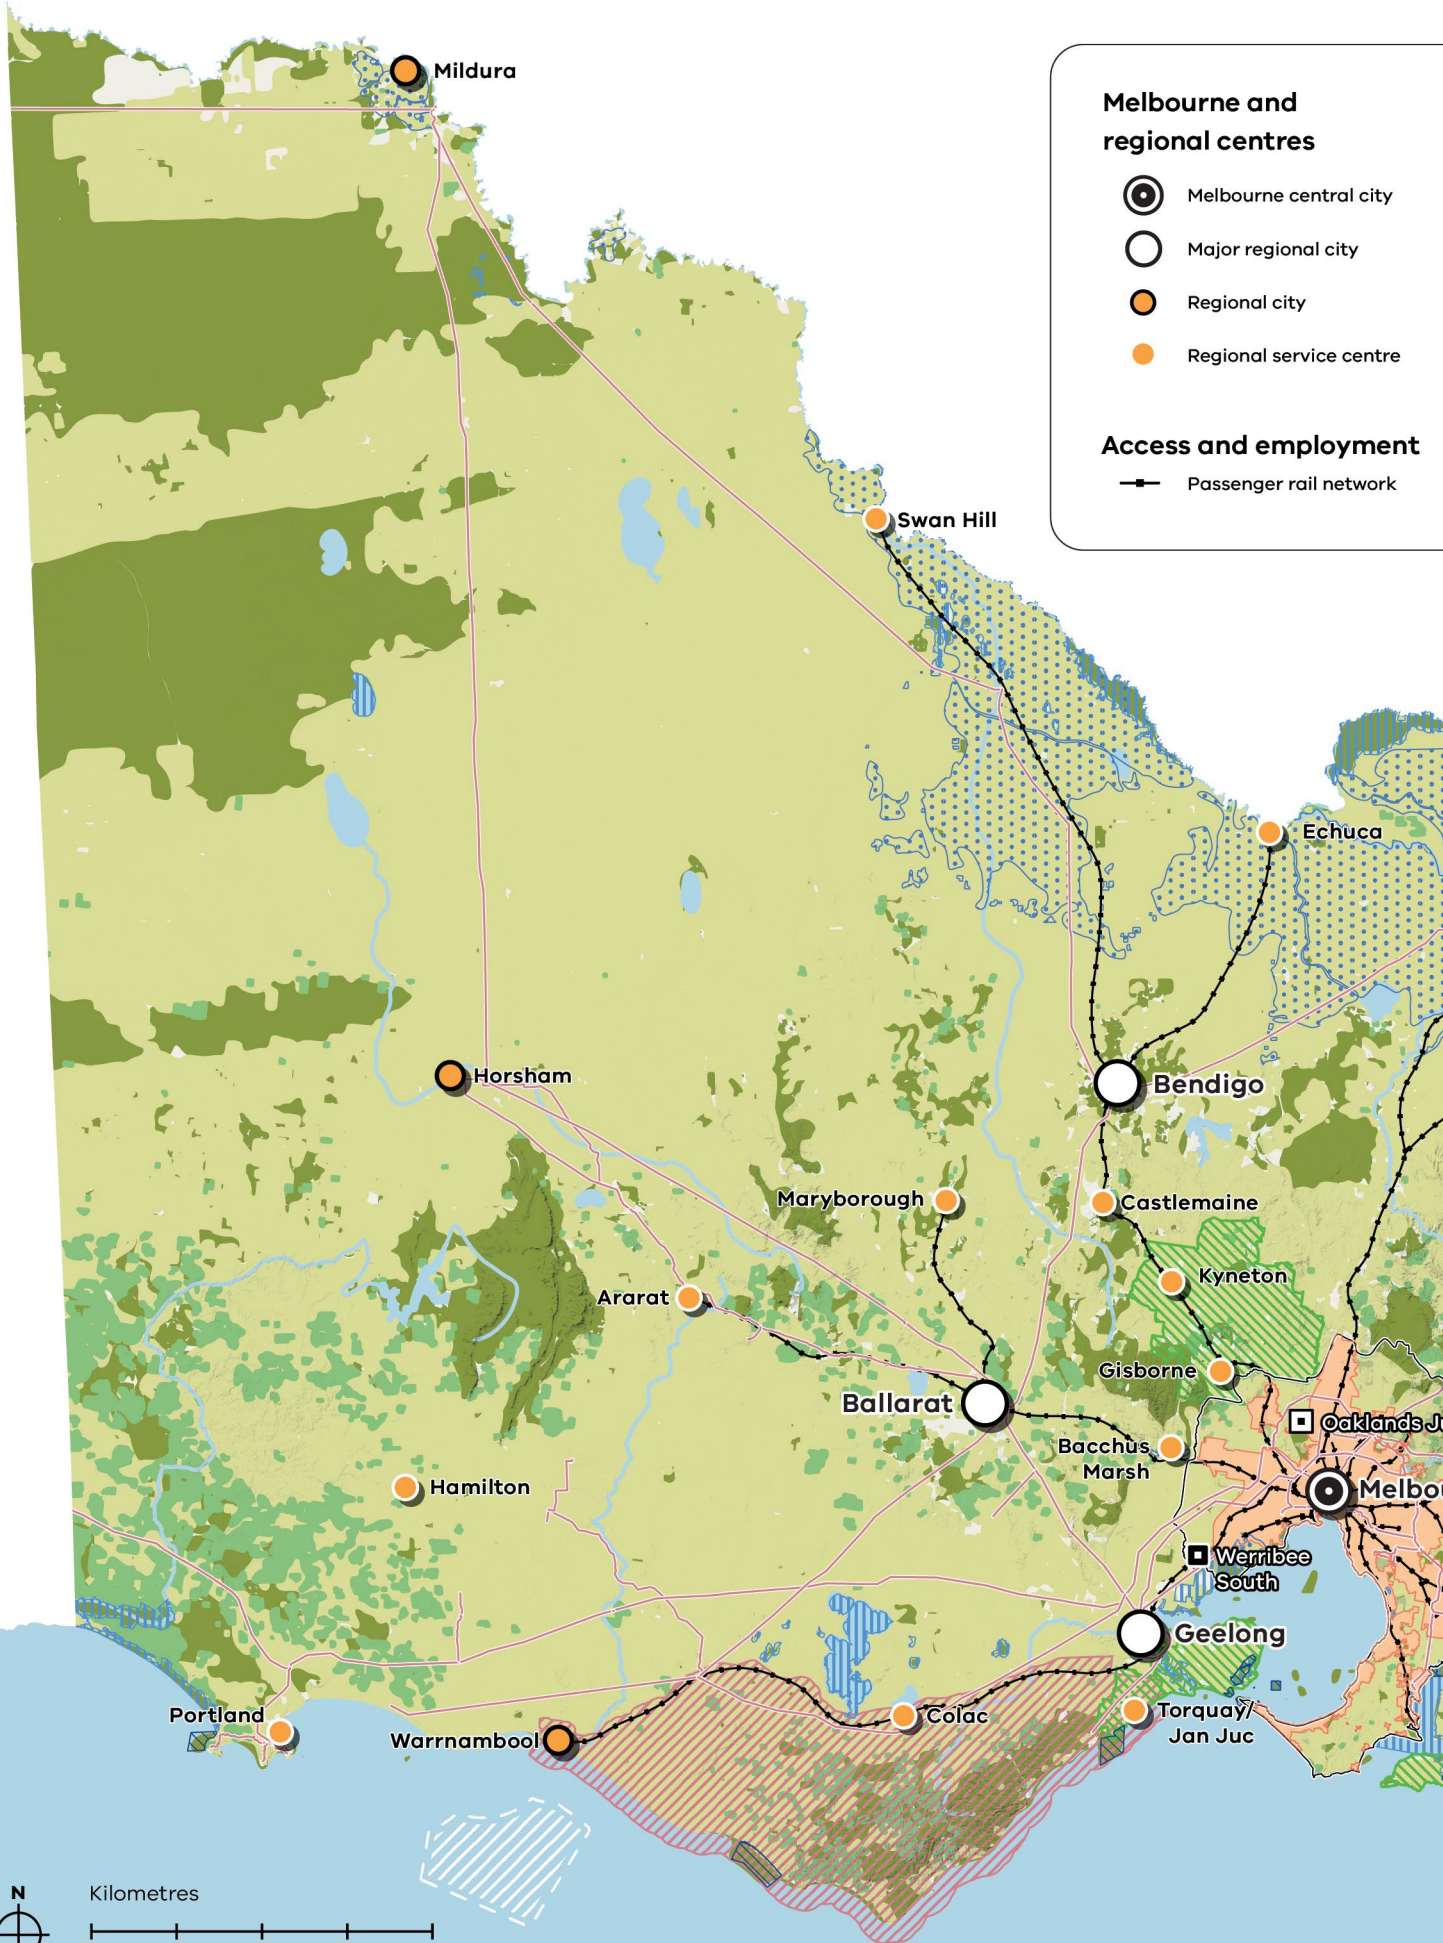 Mildura
Melbourne and
regional centres
Melbourne central city
Major regional city
Regional city
Regional service centre
Access and employment
Passenger rail network
Swan Hill
Echuca
Horsham
Bendigo
Maryborough
Castlemaine
Kyneton
Ararat
Gisborne
Ballarat
Oaklands
Bacchus
Marsh
Hamilton
Werribee
South
Geelong
Portland
Colac
Torquay/
Jan Juc
Warrnambool
N
Kilometres